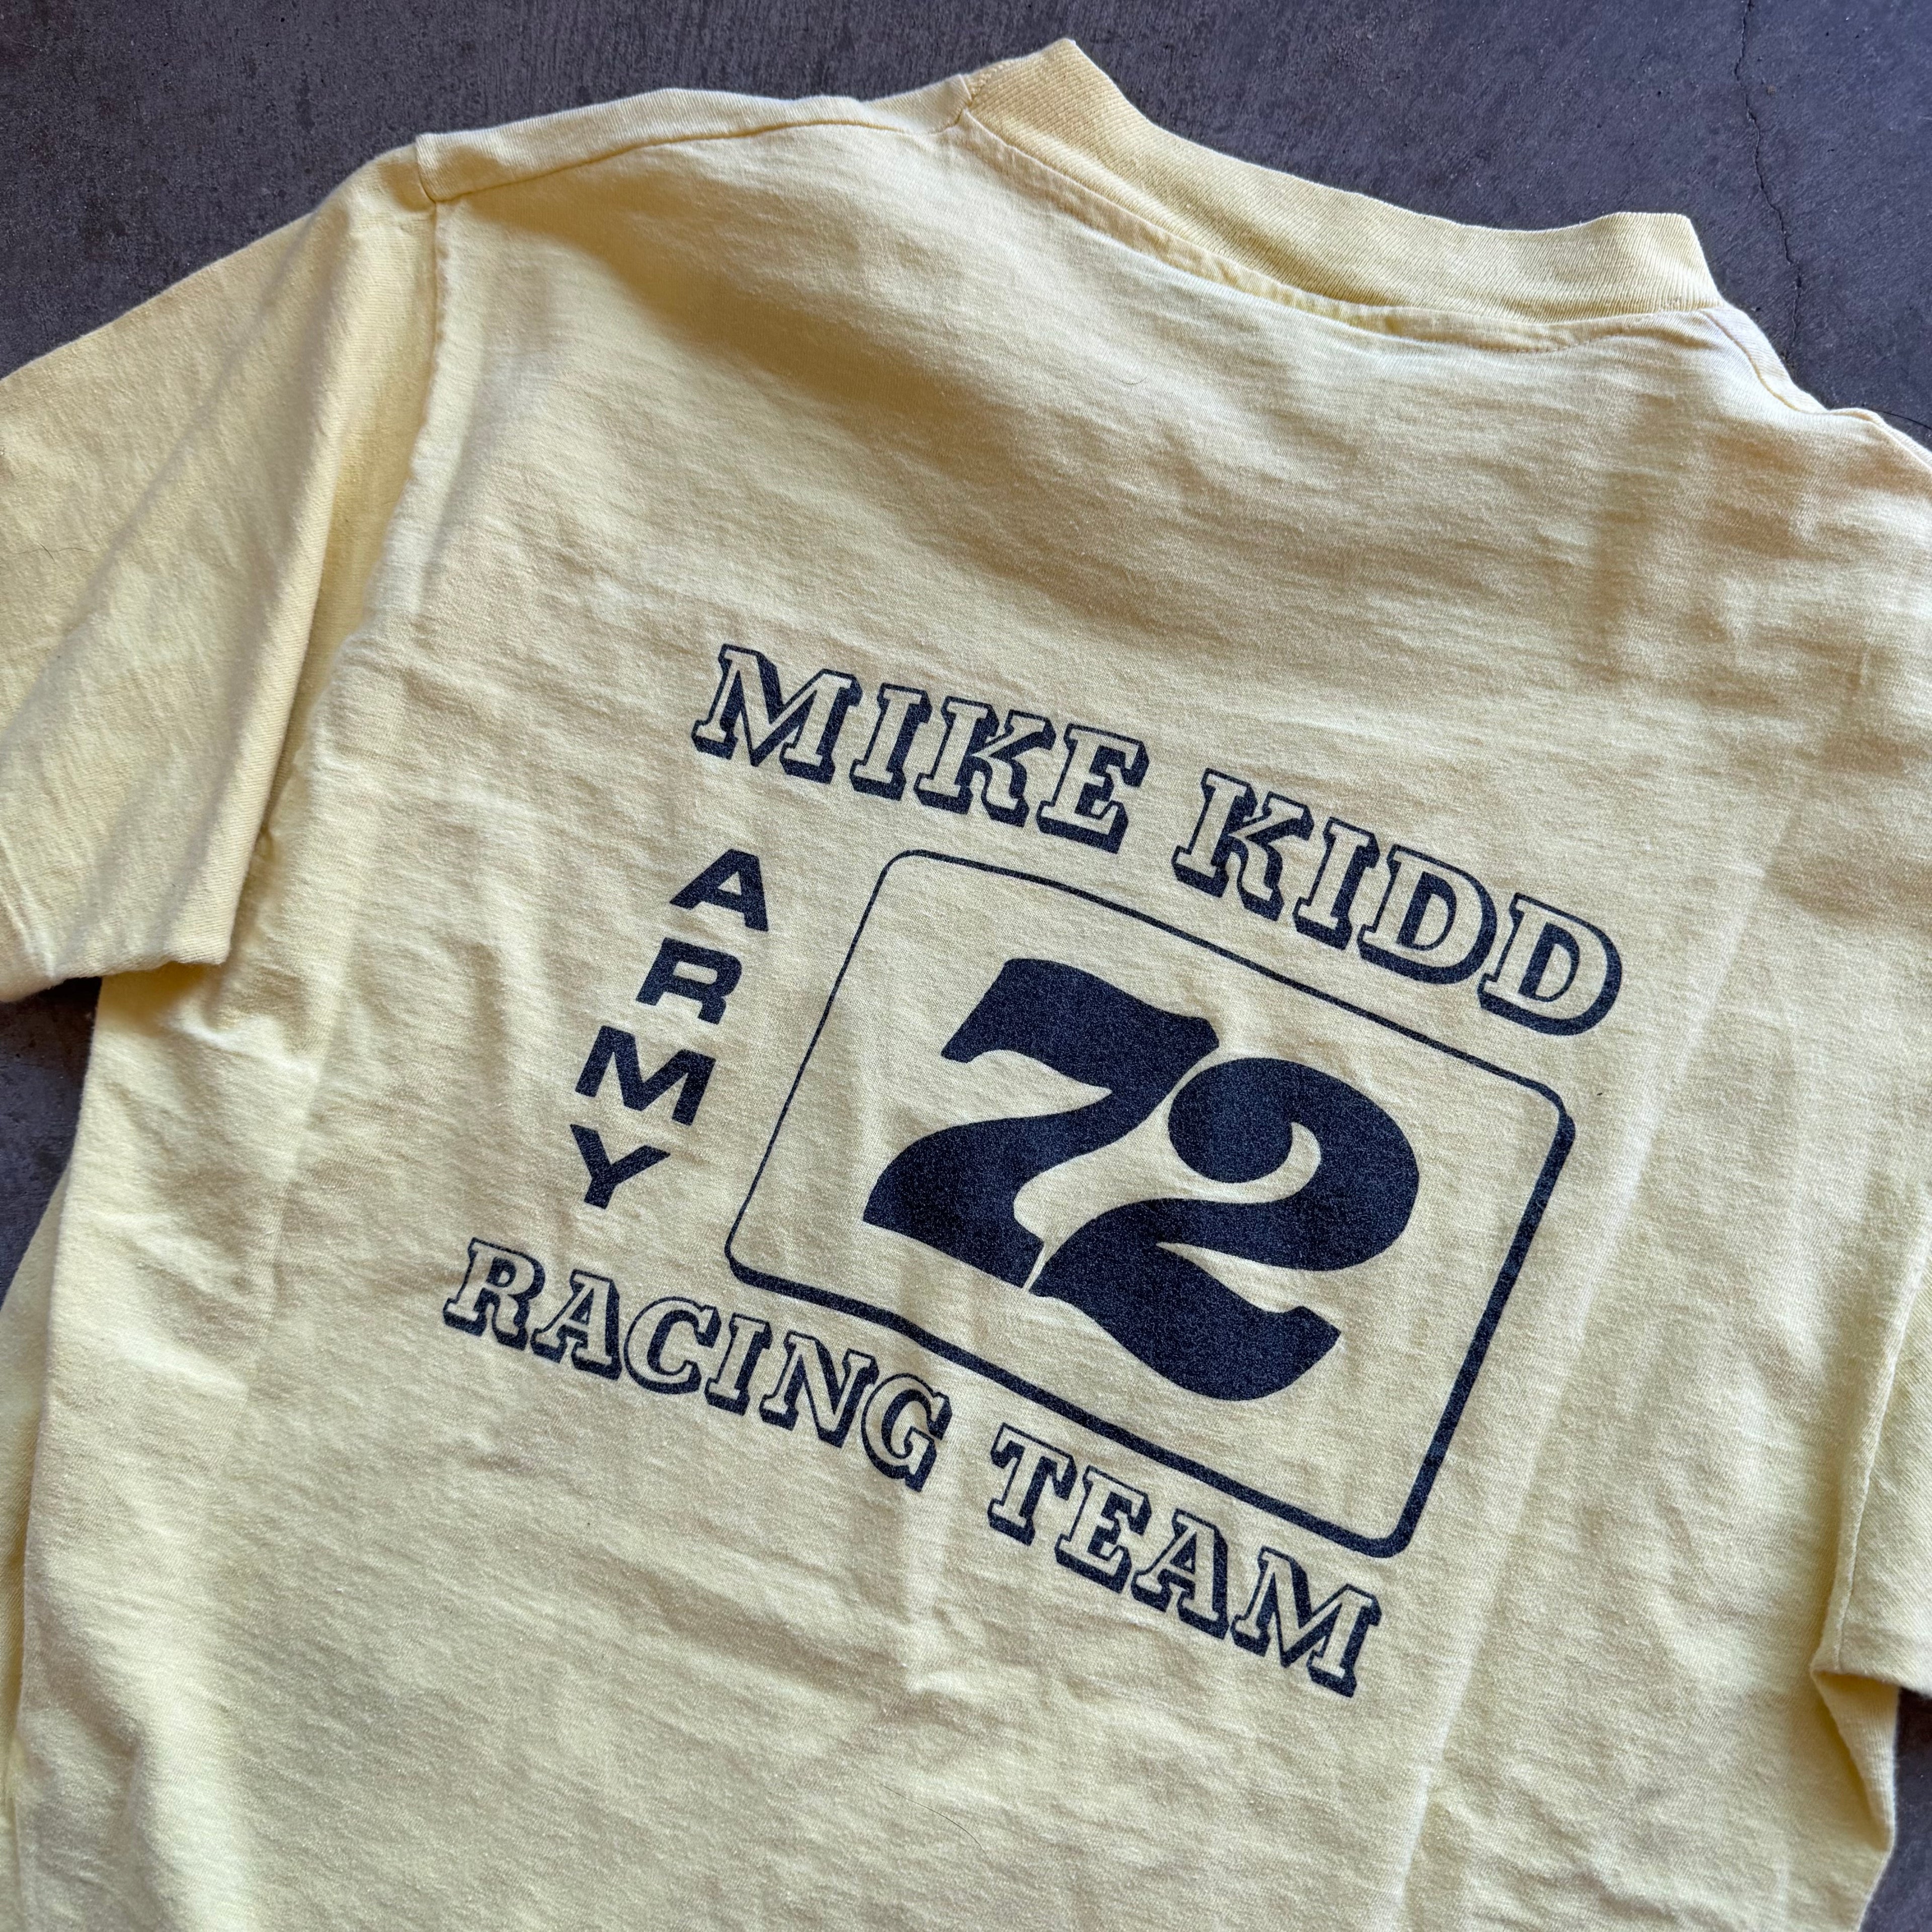 MIKE KIDD
ARMY
72
RACING TEAM